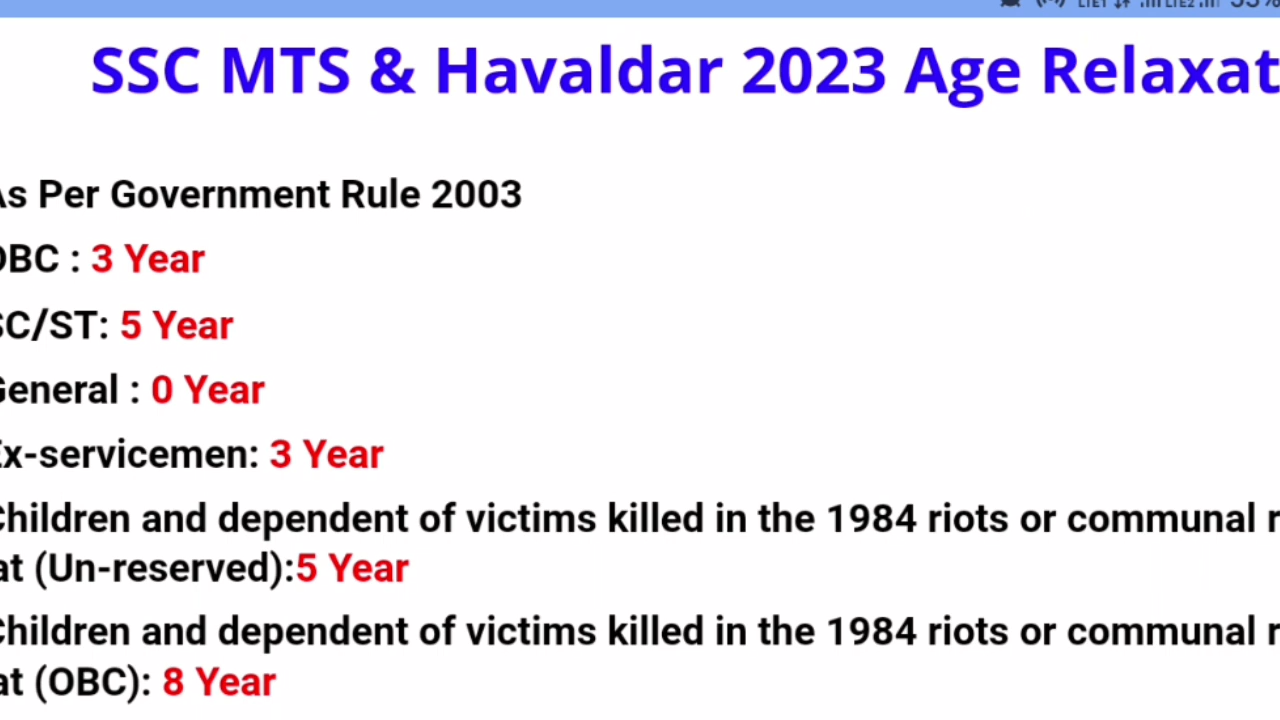 SSC MTS & Havaldar 2023 Age Relaxat
As Per Government Rule 2003
OBC : 3 Year
SC/ST: 5 Year
General : 0 Year
Ex-servicemen: 3 Year
Children and dependent of victims killed in the 1984 riots or communal r
at (Un-reserved):5 Year
Children and dependent of victims killed in the 1984 riots or communal r
at (OBC): 8 Year